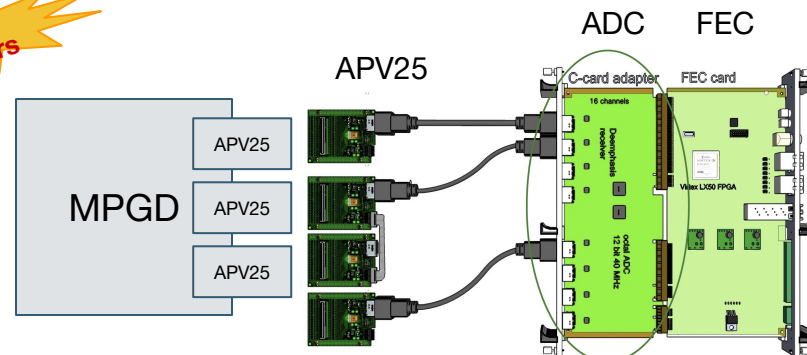 rs
ADC
FEC
APV25
C-card adapter
FEC card
16 channels
Deemphasis
receiver
APV25
MPGD
APV25
APV25
Virtex LX50 FPGA
octal ADC
12 bit 40 MHz